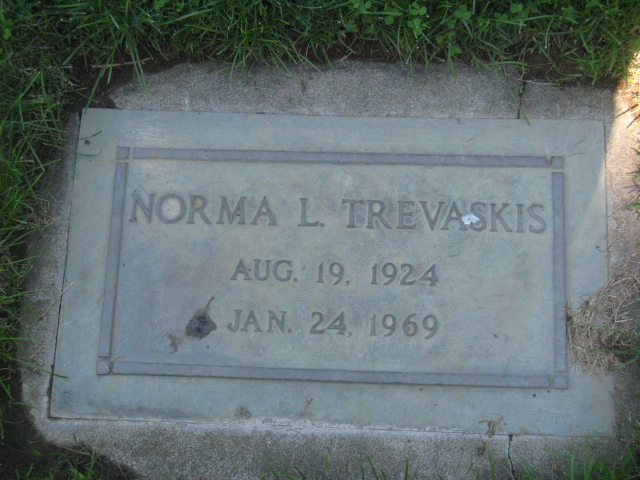 NORMA L. TREVASKIS
AUG. 19, 1924
JAN. 24, 1969